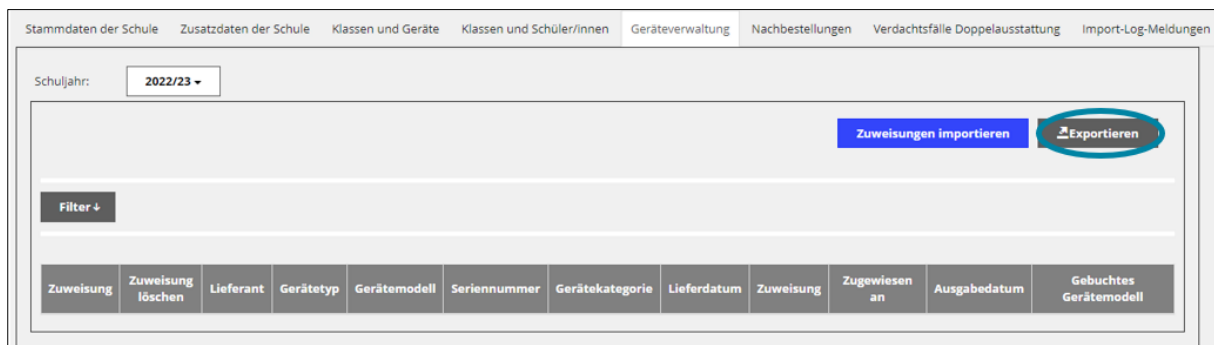 Stammdaten der Schule Zusatzdaten der Schule Klassen und Geräte Klassen und Schüler/innen Geräteverwaltung Nachbestellungen Verdachtsfälle Doppelausstattung Import-Log-Meldungen
Schuljahr: 2022/23
Zuweisungen importieren Exportieren
Filter
Zuweisung Zuweisung löschen Lieferant Gerätetyp Gerätemodell Seriennummer Gerätekategorie Lieferdatum Zuweisung Zugewiesen an Ausgabedatum Gebuchtes Gerätemodell